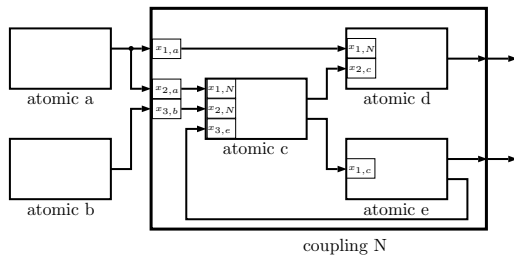 x1,a
x1,N
x2,c
x2,a
x1,N
x3,b
x2,N
x3,e
atomic a
atomic d
atomic c
x1,c
atomic b
atomic e
coupling N